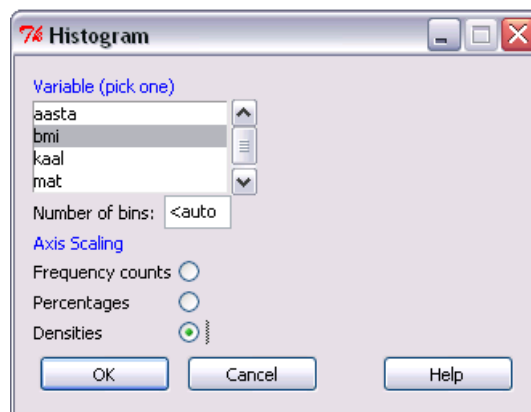 Histogram
Variable (pick one)
aasta
bmi
kaal
mat
Number of bins: <auto
Axis Scaling
Frequency counts
Percentages
Densities
OK Cancel Help